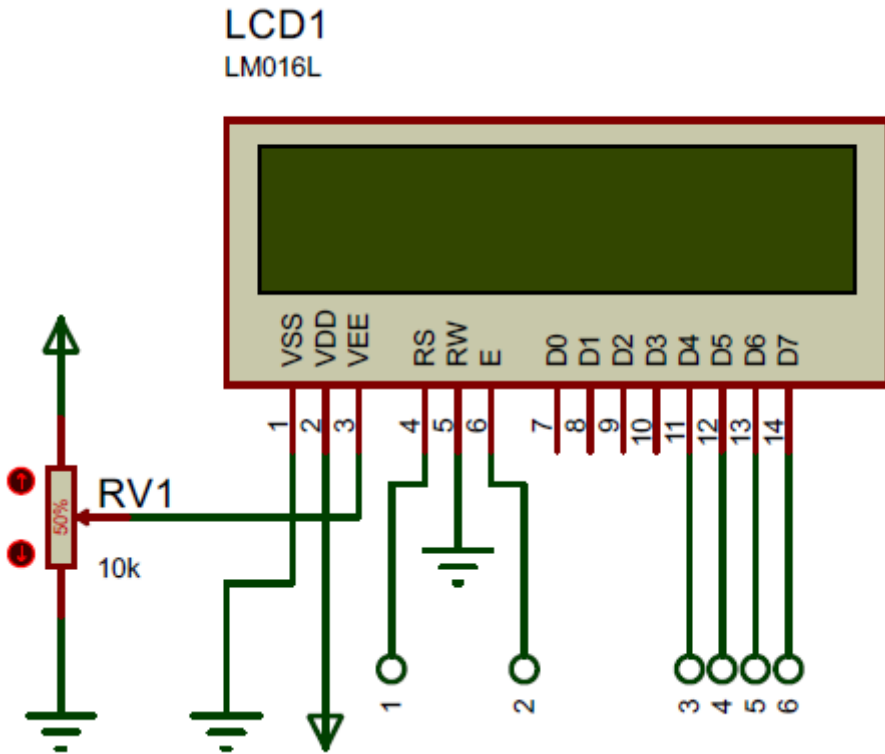 LCD1
LM016L
VSS VDD VEE RS RW E D0 D1 D2 D3 D4 D5 D6 D7
1 2 3 4 5 6 7 8 9 10 11 12 13 14
RV1
50%
10k
1 2 3 4 5 6